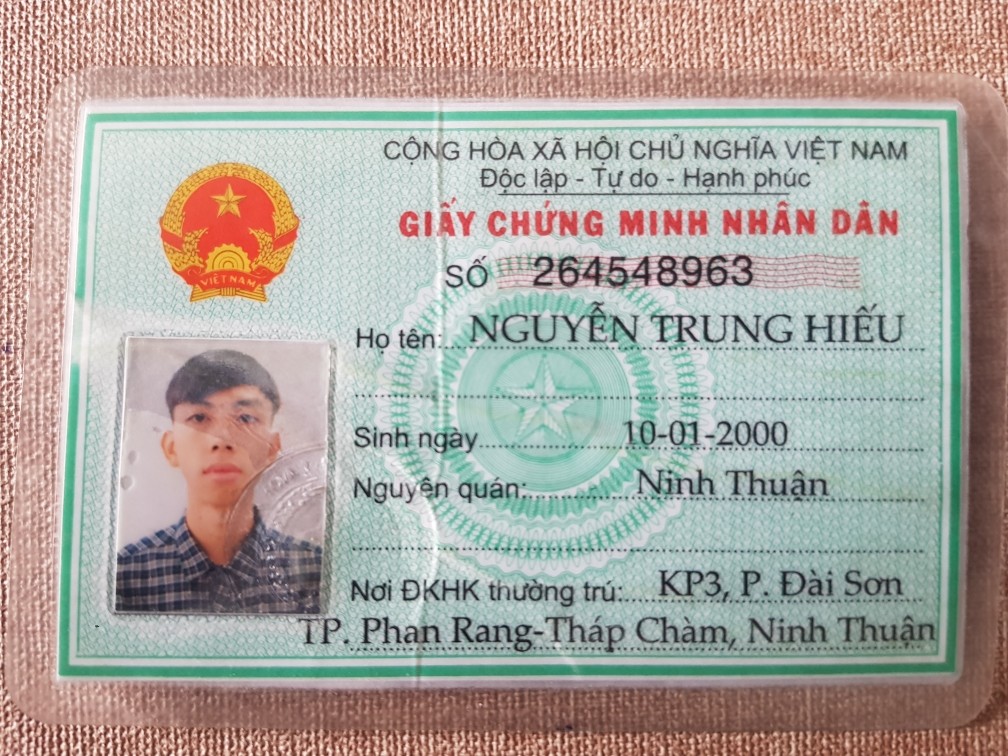 CỘNG HÒA XÃ HỘI CHỦ NGHĨA VIỆT NAM
Độc lập - Tự do - Hạnh phúc
GIẤY CHỨNG MINH NHÂN DÂN
SỐ 264548963
VIỆT NAM
Họ tên: NGUYỄN TRUNG HIẾU
Sinh ngày 10-01-2000
Nguyên quán: Ninh Thuận
Nơi ĐKHK thường trú: KP3, P. Đài Sơn
TP. Phan Rang-Tháp Chàm, Ninh Thuận